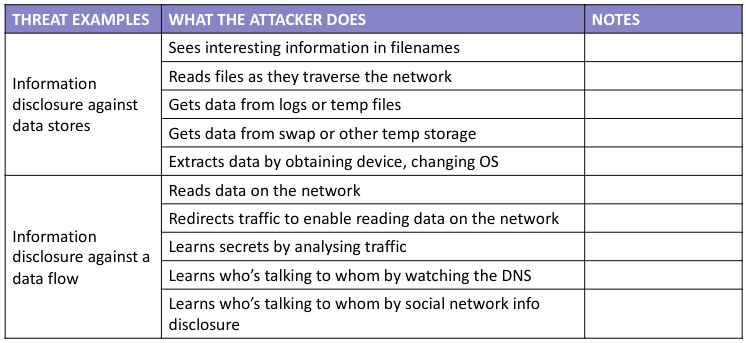 THREAT EXAMPLES WHAT THE ATTACKER DOES NOTES
Information
disclosure against
data stores
Sees interesting information in filenames
Reads files as they traverse the network
Gets data from logs or temp files
Gets data from swap or other temp storage
Extracts data by obtaining device, changing OS
Information
disclosure against a
data flow
Reads data on the network
Redirects traffic to enable reading data on the network
Learns secrets by analysing traffic
Learns who’s talking to whom by watching the DNS
Learns who’s talking to whom by social network info
disclosure